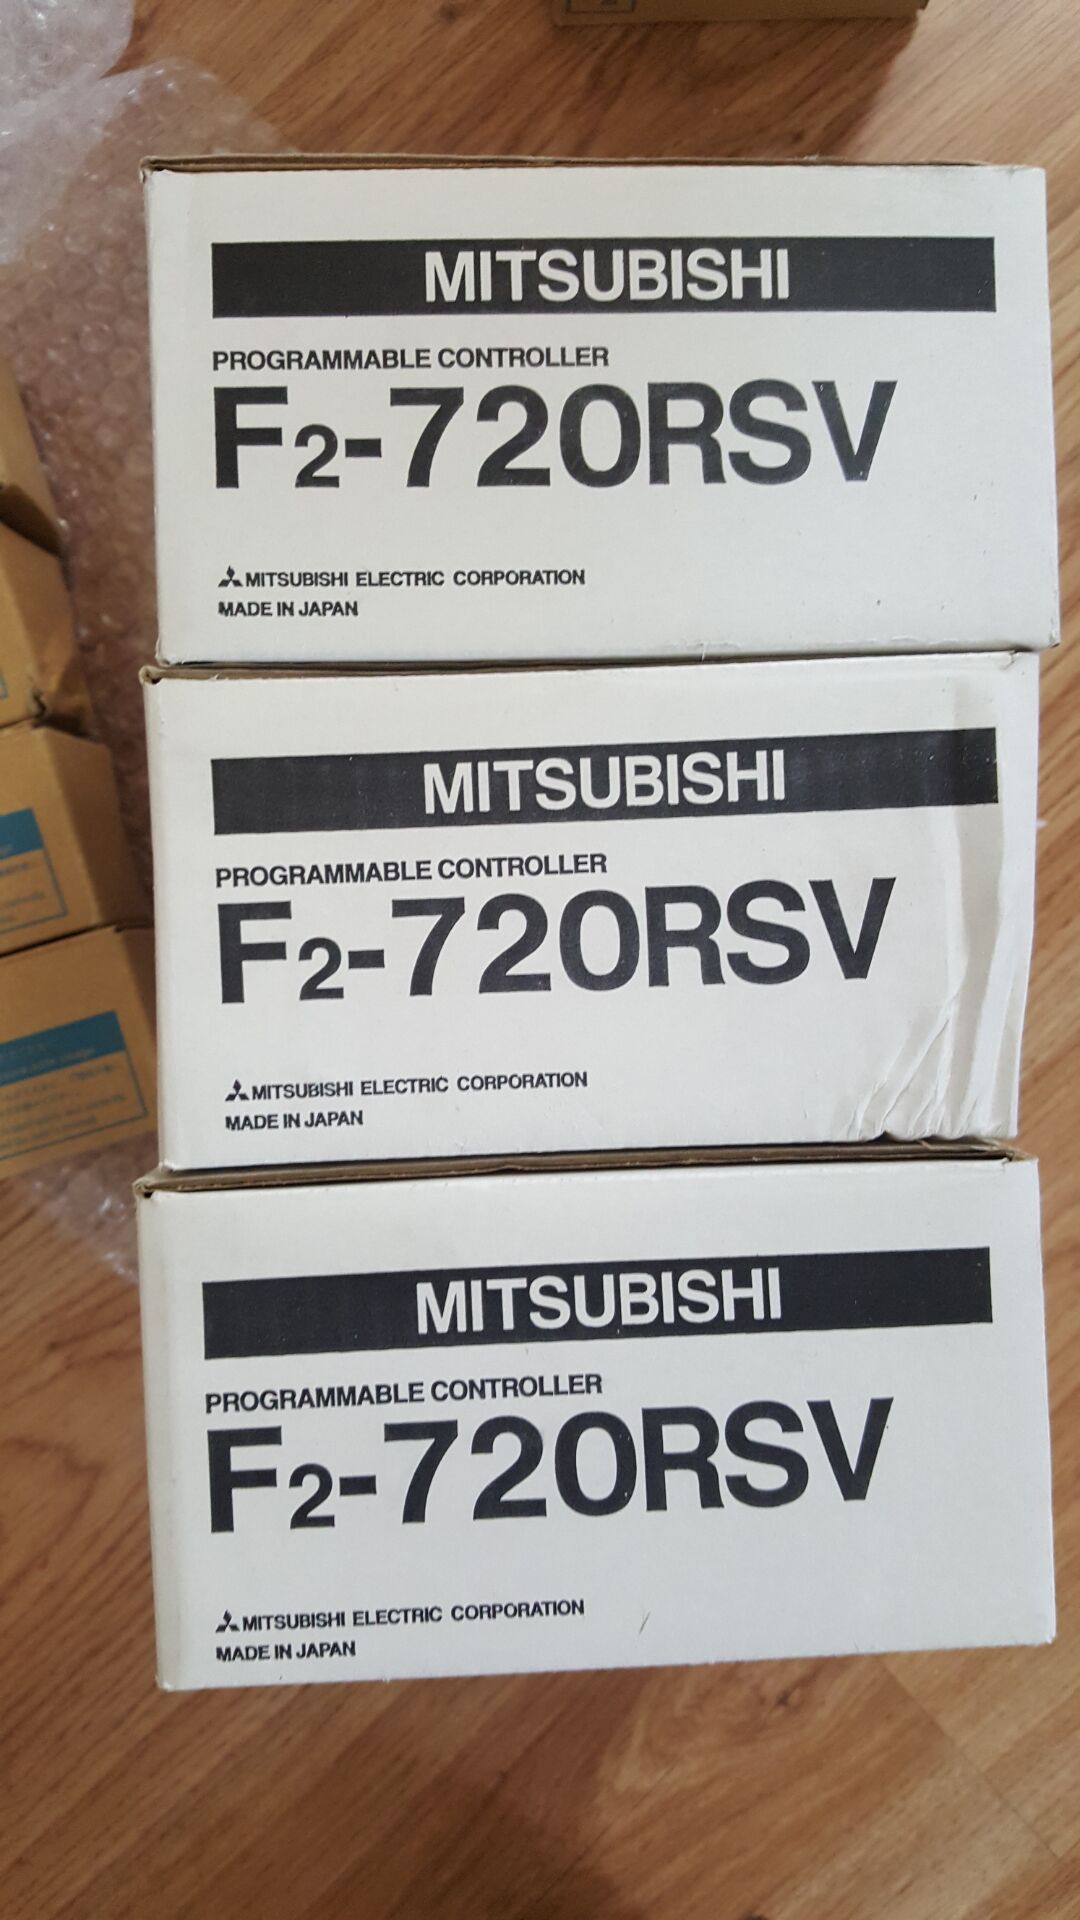 MITSUBISHI
PROGRAMMABLE CONTROLLER
F2-720RSV
MITSUBISHI ELECTRIC CORPORATION
MADE IN JAPAN
MITSUBISHI
PROGRAMMABLE CONTROLLER
F2-720RSV
MITSUBISHI ELECTRIC CORPORATION
MADE IN JAPAN
MITSUBISHI
PROGRAMMABLE CONTROLLER
F2-720RSV
MITSUBISHI ELECTRIC CORPORATION
MADE IN JAPAN